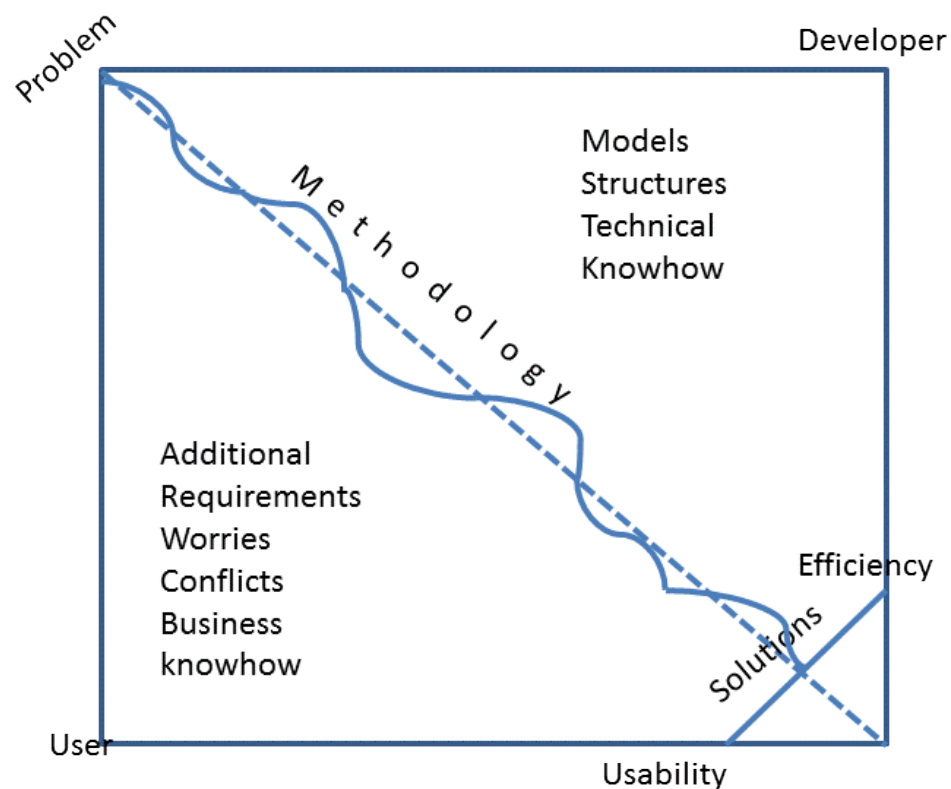 Problem
Developer
Models
Structures
Technical
Knowhow
Methodology
Additional
Requirements
Worries
Conflicts
Business
knowhow
Efficiency
Solutions
User
Usability